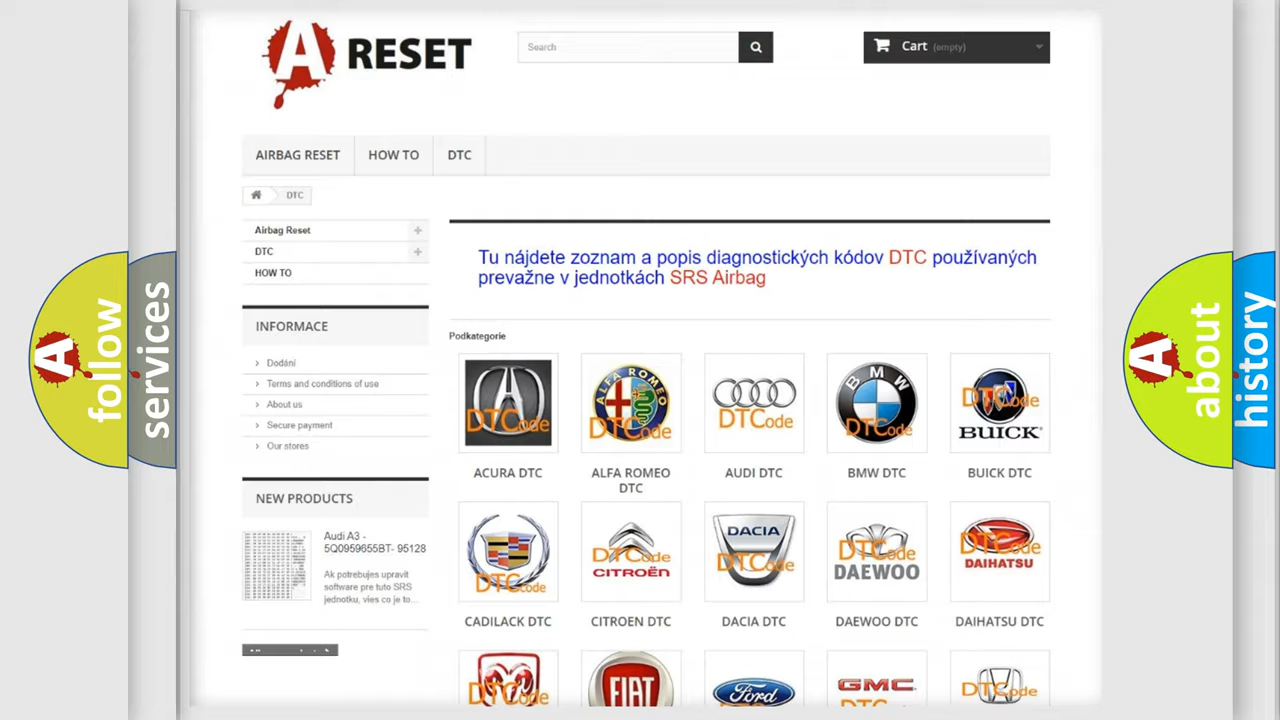 A RESET
Search
Cart (empty)
AIRBAG RESET
HOW TO
DTC
DTC
Airbag Reset
DTC
HOW TO
INFORMACE
Dodání
Terms and conditions of use
About us
Secure payment
Our stores
NEW PRODUCTS
Audi A3 -
5Q0959655BT- 95128
Ak potrebujes upravit
software pre tuto SRS
jednotku, vies co je to...
Tu nájdete zoznam a popis diagnostických kódov DTC používaných
prevažne v jednotkách SRS Airbag
Podkategorie
DTCode
ALFA ROMEO
DTCode
DTCode
BMW
DTCode
DTCode
BUICK
ACURA DTC
ALFA ROMEO
DTC
AUDI DTC
BMW DTC
BUICK DTC
DTCode
DTCode
CITROËN
DACIA
DTCode
DTCode
DAEWOO
DTCode
DAIHATSU
CADILACK DTC
CITROEN DTC
DACIA DTC
DAEWOO DTC
DAIHATSU DTC
DTCode
FIAT
Ford
GMC
DTCode
A follow
services
A about
history